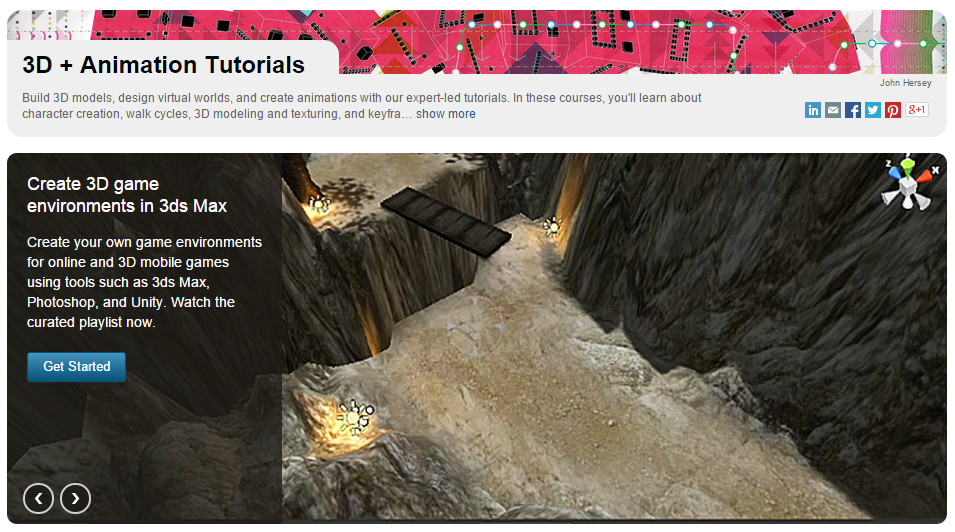 3D + Animation Tutorials
John Hersey
Build 3D models, design virtual worlds, and create animations with our expert-led tutorials. In these courses, you'll learn about
character creation, walk cycles, 3D modeling and texturing, and keyfra… show more
in
f
g+1
Create 3D game
environments in 3ds Max
Create your own game environments
for online and 3D mobile games
using tools such as 3ds Max,
Photoshop, and Unity. Watch the
curated playlist now.
Get Started
z
x